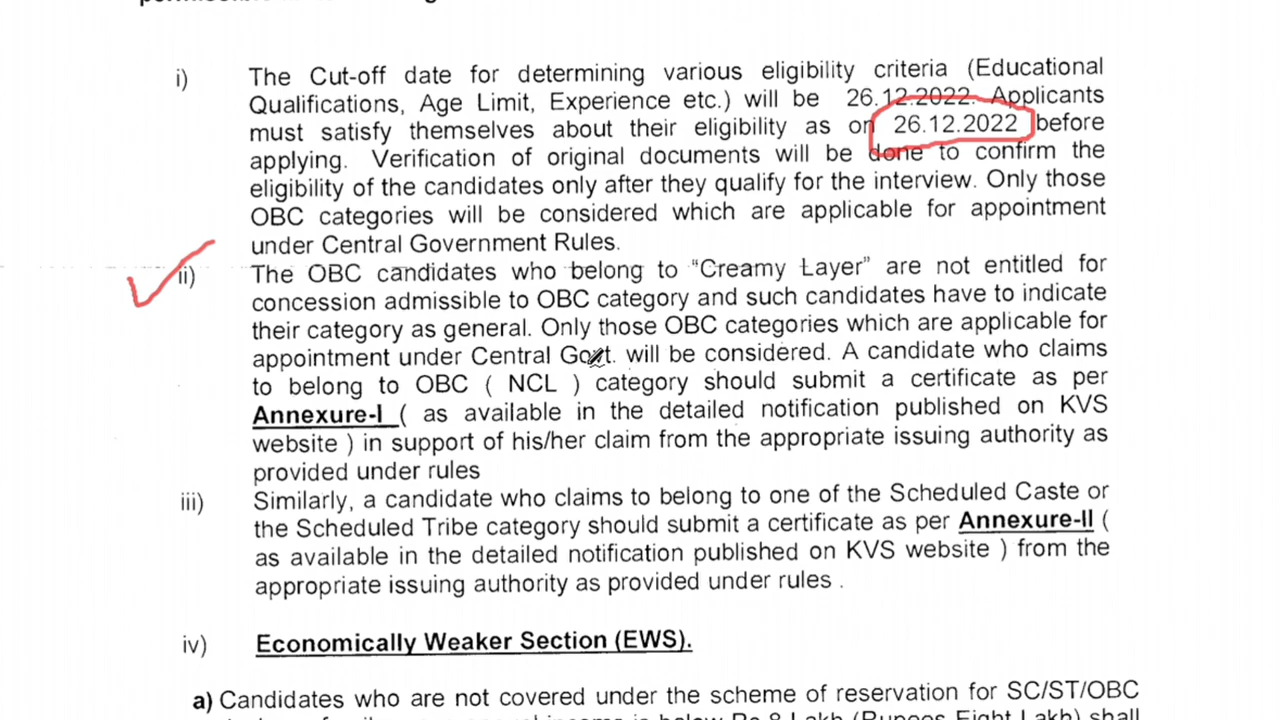 i) The Cut-off date for determining various eligibility criteria (Educational
Qualifications, Age Limit, Experience etc.) will be 26.12.2022. Applicants
must satisfy themselves about their eligibility as on 26.12.2022 before
applying. Verification of original documents will be done to confirm the
eligibility of the candidates only after they qualify for the interview. Only those
OBC categories will be considered which are applicable for appointment
under Central Government Rules.
ii) The OBC candidates who belong to “Creamy Layer” are not entitled for
concession admissible to OBC category and such candidates have to indicate
their category as general. Only those OBC categories which are applicable for
appointment under Central Govt. will be considered. A candidate who claims
to belong to OBC ( NCL ) category should submit a certificate as per
Annexure-I ( as available in the detailed notification published on KVS
website ) in support of his/her claim from the appropriate issuing authority as
provided under rules
iii) Similarly, a candidate who claims to belong to one of the Scheduled Caste or
the Scheduled Tribe category should submit a certificate as per Annexure-II (
as available in the detailed notification published on KVS website ) from the
appropriate issuing authority as provided under rules .
iv) Economically Weaker Section (EWS).
a) Candidates who are not covered under the scheme of reservation for SC/ST/OBC
income is below Rs 8 Lakh (Rupees Eight Lakh) shall